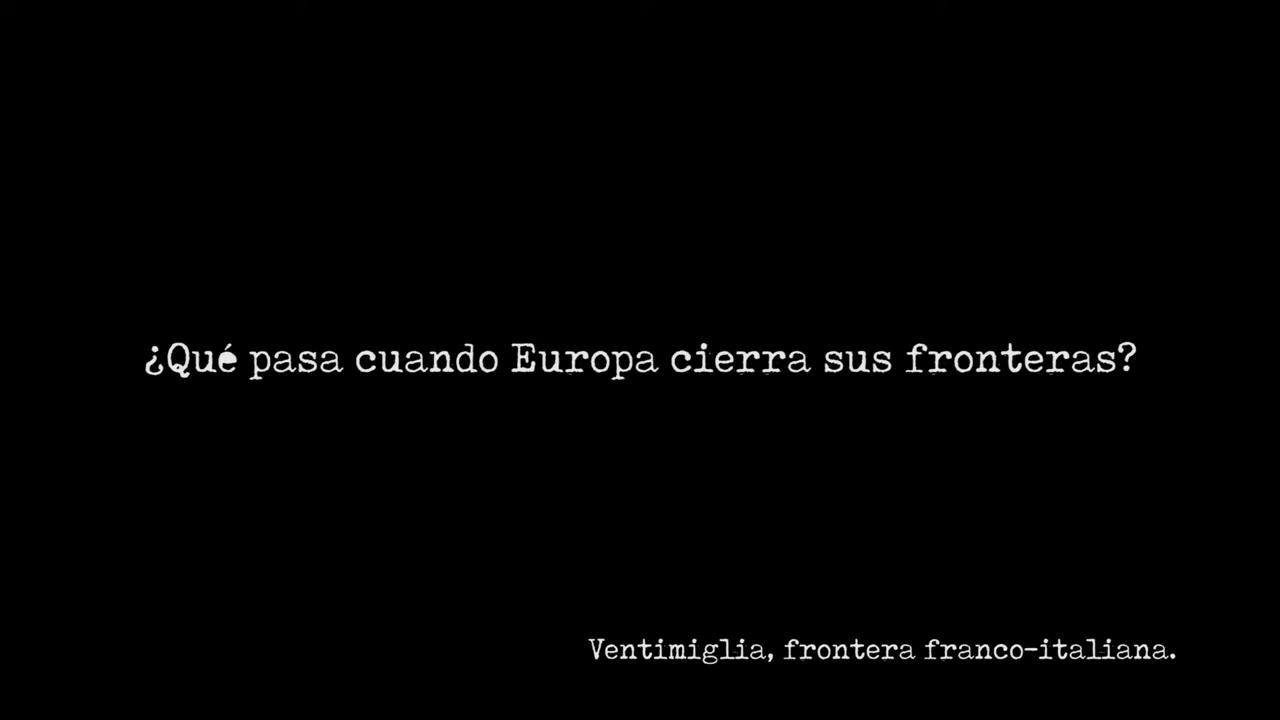 ¿Qué pasa cuando Europa cierra sus fronteras?
Ventimiglia, frontera franco-italiana.